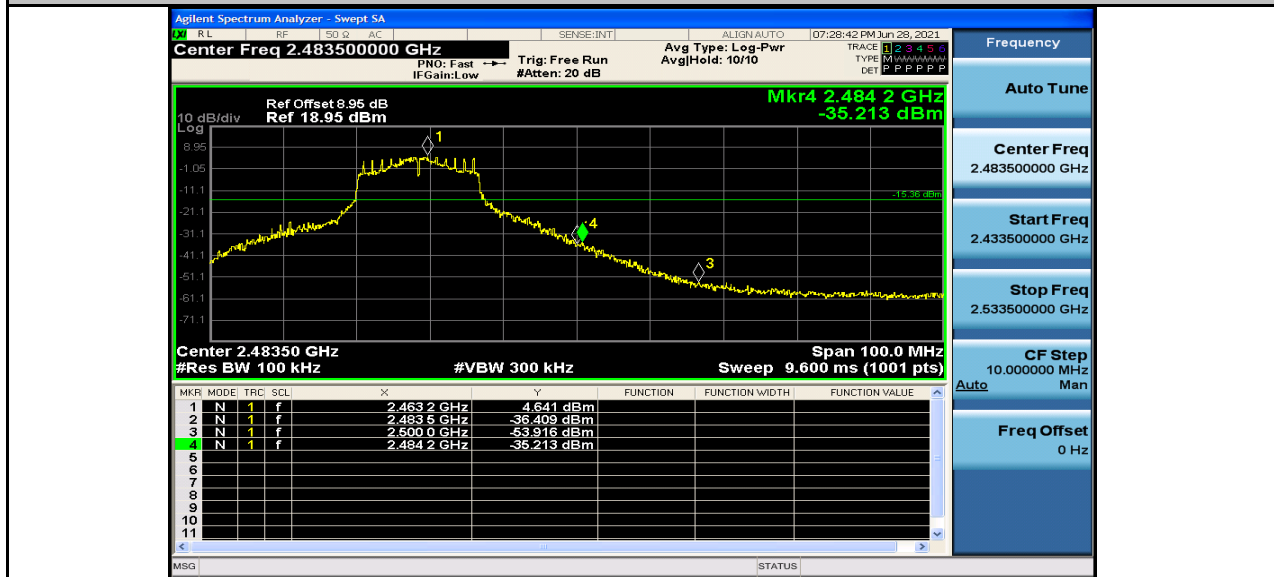 Agilent Spectrum Analyzer - Swept SA
LXI RL RF 50 Ω AC SENSE:INT ALIGN AUTO 07:28:42 PM Jun 28, 2021
Center Freq 2.483500000 GHz
PNO: Fast Trig: Free Run
IFGain:Low #Atten: 20 dB
Avg Type: Log-Pwr
Avg|Hold: 10/10
TRACE 1 2 3 4 5 6
TYPE M
DET P P P P P P
Mkr4 2.484 2 GHz
-35.213 dBm
Ref Offset 8.95 dB
10 dB/div Ref 18.95 dBm
Log
8.95
-1.05
-11.1
-21.1
-31.1
-41.1
-51.1
-61.1
-71.1
1
-15.36 dBm
4
3
Center 2.48350 GHz Span 100.0 MHz
#Res BW 100 kHz #VBW 300 kHz Sweep 9.600 ms (1001 pts)
MKR MODE TRC SCL X Y FUNCTION FUNCTION WIDTH FUNCTION VALUE
1 N 1 f 2.463 2 GHz 4.641 dBm
2 N 1 f 2.483 5 GHz -36.409 dBm
3 N 1 f 2.500 0 GHz -53.916 dBm
4 N 1 f 2.484 2 GHz -35.213 dBm
5
6
7
8
9
10
11
MSG STATUS
Frequency
Auto Tune
Center Freq
2.483500000 GHz
Start Freq
2.433500000 GHz
Stop Freq
2.533500000 GHz
CF Step
10.000000 MHz
Auto Man
Freq Offset
0 Hz